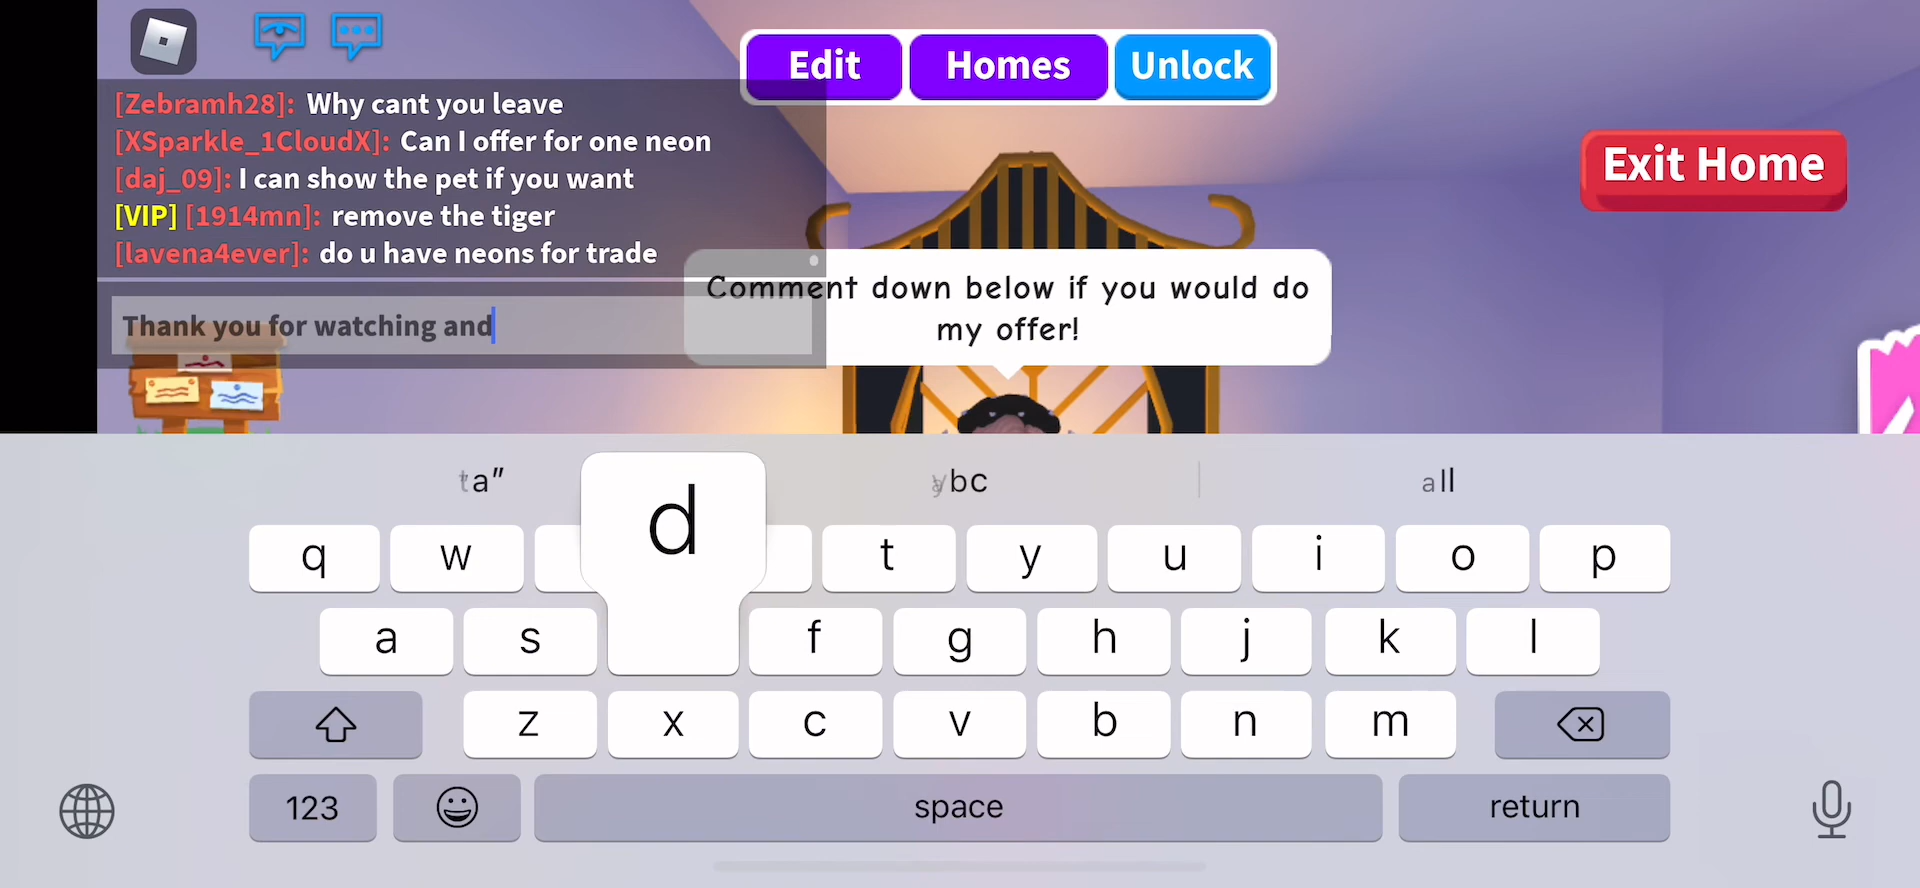 Edit Homes Unlock
[Zebramh28]: Why cant you leave
[XSparkle_1CloudX]: Can I offer for one neon
[daj_09]: I can show the pet if you want
[VIP] [1914mn]: remove the tiger
[lavena4ever]: do u have neons for trade
Exit Home
Comment down below if you would do
my offer!
Thank you for watching and
all
d
q w t y u i o p
a s f g h j k l
z x c v b n m
123 space return